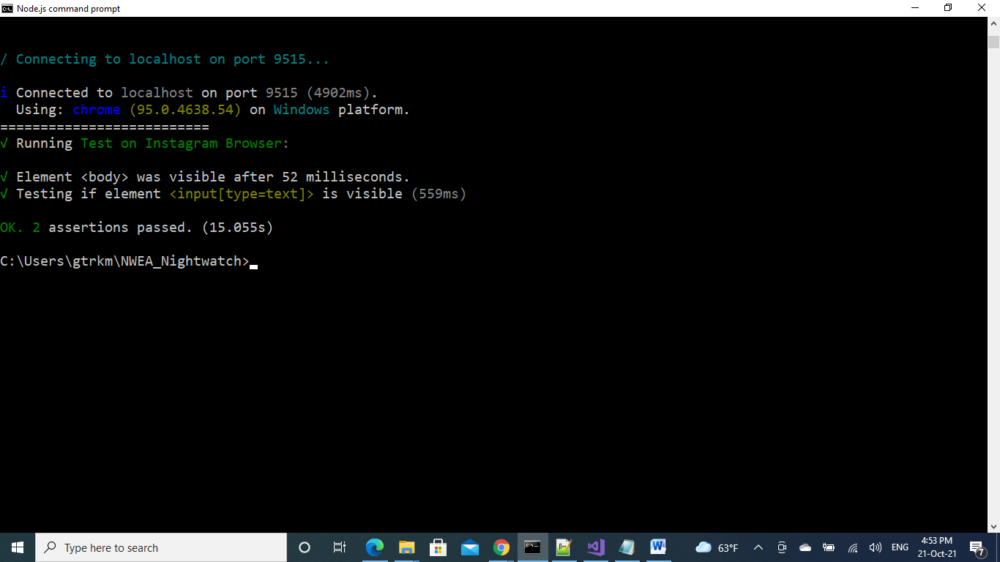 Node.js command prompt
/ Connecting to localhost on port 9515...
i Connected to localhost on port 9515 (4902ms).
Using: chrome (95.0.4638.54) on Windows platform.
==========================
√ Running Test on Instagram Browser:
√ Element <body> was visible after 52 milliseconds.
√ Testing if element <input[type=text]> is visible (559ms)
OK. 2 assertions passed. (15.055s)
C:\Users\gtrkm\NWEA_Nightwatch>
Type here to search
63°F
ENG
4:53 PM
21-Oct-21
7